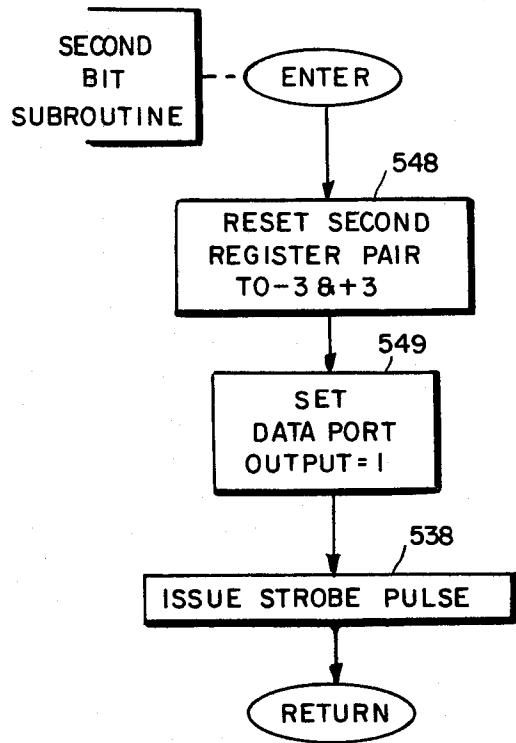 SECOND
BIT
SUBROUTINE
ENTER
548
RESET SECOND
REGISTER PAIR
TO-3 &+3
549
SET
DATA PORT
OUTPUT=1
538
ISSUE STROBE PULSE
RETURN